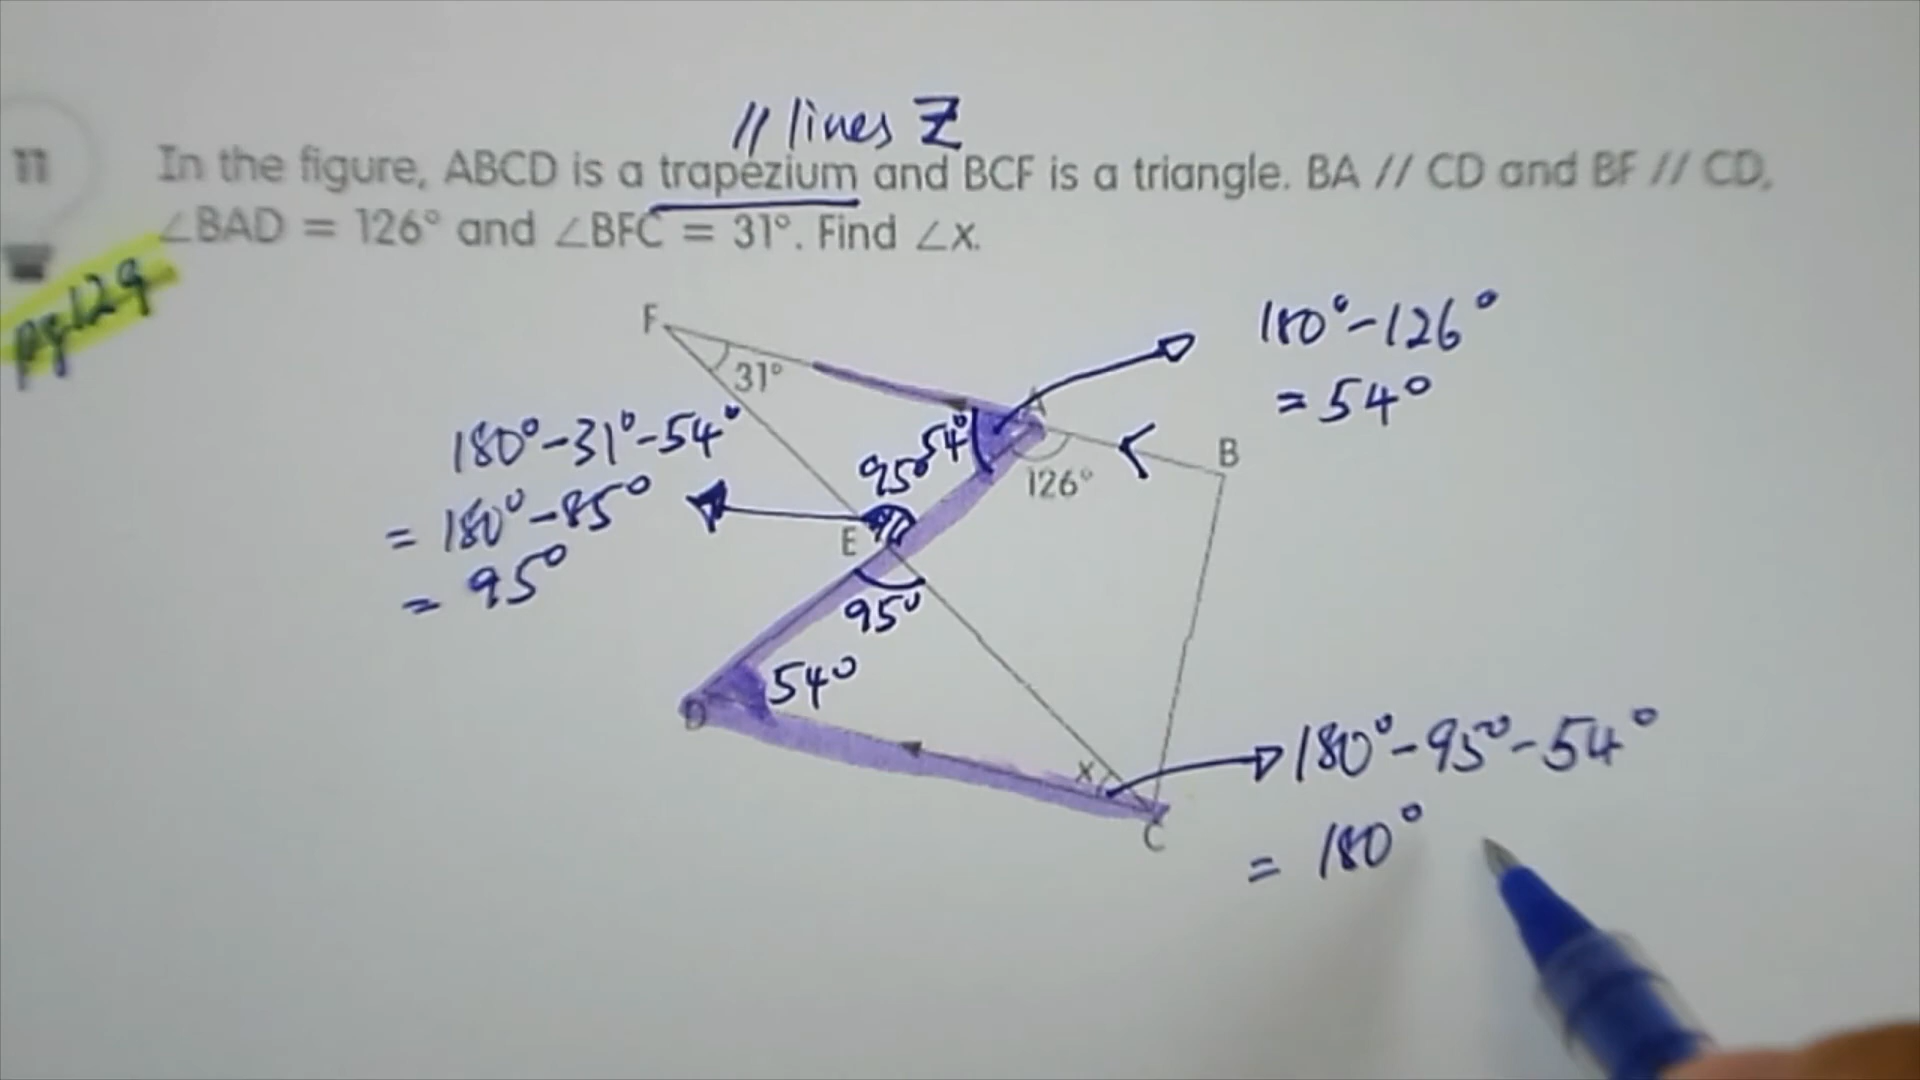 // lines Z
11
In the figure, ABCD is a trapezium and BCF is a triangle. BA // CD and BF // CD,
∠BAD = 126° and ∠BFC = 31°. Find ∠x.
pg129
F
31°
A
B
126°
54°
180°-126°
= 54°
180°-31°-54°
= 180°-85°
= 95°
95°
E
95°
54°
D
x
C
180°-95°-54°
= 180°